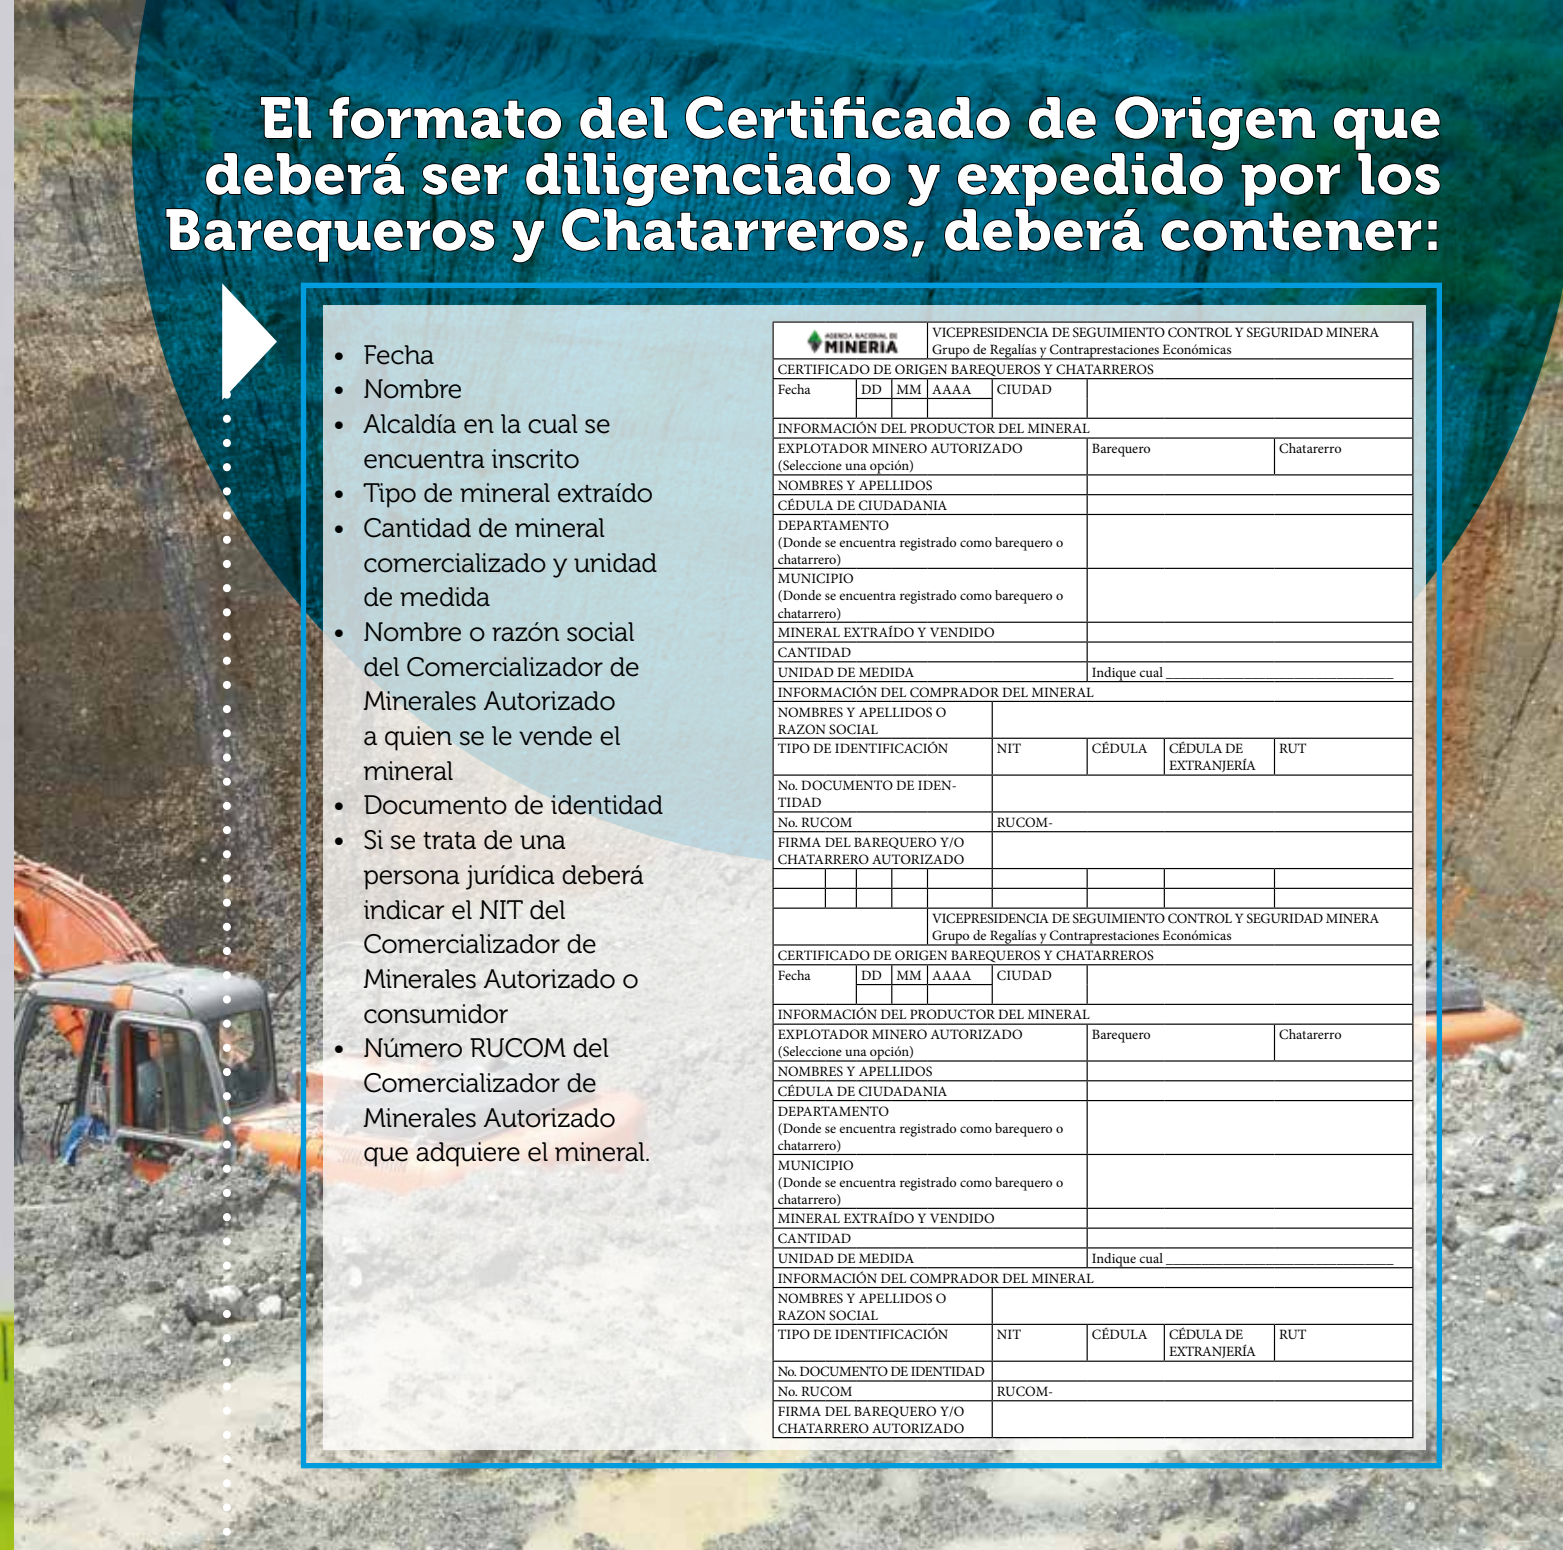 El formato del Certificado de Origen que
deberá ser diligenciado y expedido por los
Barequeros y Chatarreros, deberá contener:
• Fecha
• Nombre
• Alcaldía en la cual se
encuentra inscrito
• Tipo de mineral extraído
• Cantidad de mineral
comercializado y unidad
de medida
• Nombre o razón social
del Comercializador de
Minerales Autorizado
a quien se le vende el
mineral
• Documento de identidad
• Si se trata de una
persona jurídica deberá
indicar el NIT del
Comercializador de
Minerales Autorizado o
consumidor
• Número RUCOM del
Comercializador de
Minerales Autorizado
que adquiere el mineral.
AGENCIA NACIONAL DE
MINERÍA
VICEPRESIDENCIA DE SEGUIMIENTO CONTROL Y SEGURIDAD MINERA
Grupo de Regalías y Contraprestaciones Económicas
CERTIFICADO DE ORIGEN BAREQUEROS Y CHATARREROS
Fecha DD MM AAAA CIUDAD
INFORMACIÓN DEL PRODUCTOR DEL MINERAL
EXPLOTADOR MINERO AUTORIZADO Barequero Chatarerro
(Seleccione una opción)
NOMBRES Y APELLIDOS
CÉDULA DE CIUDADANIA
DEPARTAMENTO
(Donde se encuentra registrado como barequero o
chatarrero)
MUNICIPIO
(Donde se encuentra registrado como barequero o
chatarrero)
MINERAL EXTRAÍDO Y VENDIDO
CANTIDAD
UNIDAD DE MEDIDA Indique cual ________________________________
INFORMACIÓN DEL COMPRADOR DEL MINERAL
NOMBRES Y APELLIDOS O
RAZON SOCIAL
TIPO DE IDENTIFICACIÓN NIT CÉDULA CÉDULA DE RUT
EXTRANJERÍA
No. DOCUMENTO DE IDEN-
TIDAD
No. RUCOM RUCOM-
FIRMA DEL BAREQUERO Y/O
CHATARRERO AUTORIZADO
VICEPRESIDENCIA DE SEGUIMIENTO CONTROL Y SEGURIDAD MINERA
Grupo de Regalías y Contraprestaciones Económicas
CERTIFICADO DE ORIGEN BAREQUEROS Y CHATARREROS
Fecha DD MM AAAA CIUDAD
INFORMACIÓN DEL PRODUCTOR DEL MINERAL
EXPLOTADOR MINERO AUTORIZADO Barequero Chatarerro
(Seleccione una opción)
NOMBRES Y APELLIDOS
CÉDULA DE CIUDADANIA
DEPARTAMENTO
(Donde se encuentra registrado como barequero o
chatarrero)
MUNICIPIO
(Donde se encuentra registrado como barequero o
chatarrero)
MINERAL EXTRAÍDO Y VENDIDO
CANTIDAD
UNIDAD DE MEDIDA Indique cual ________________________________
INFORMACIÓN DEL COMPRADOR DEL MINERAL
NOMBRES Y APELLIDOS O
RAZON SOCIAL
TIPO DE IDENTIFICACIÓN NIT CÉDULA CÉDULA DE RUT
EXTRANJERÍA
No. DOCUMENTO DE IDENTIDAD
No. RUCOM RUCOM-
FIRMA DEL BAREQUERO Y/O
CHATARRERO AUTORIZADO